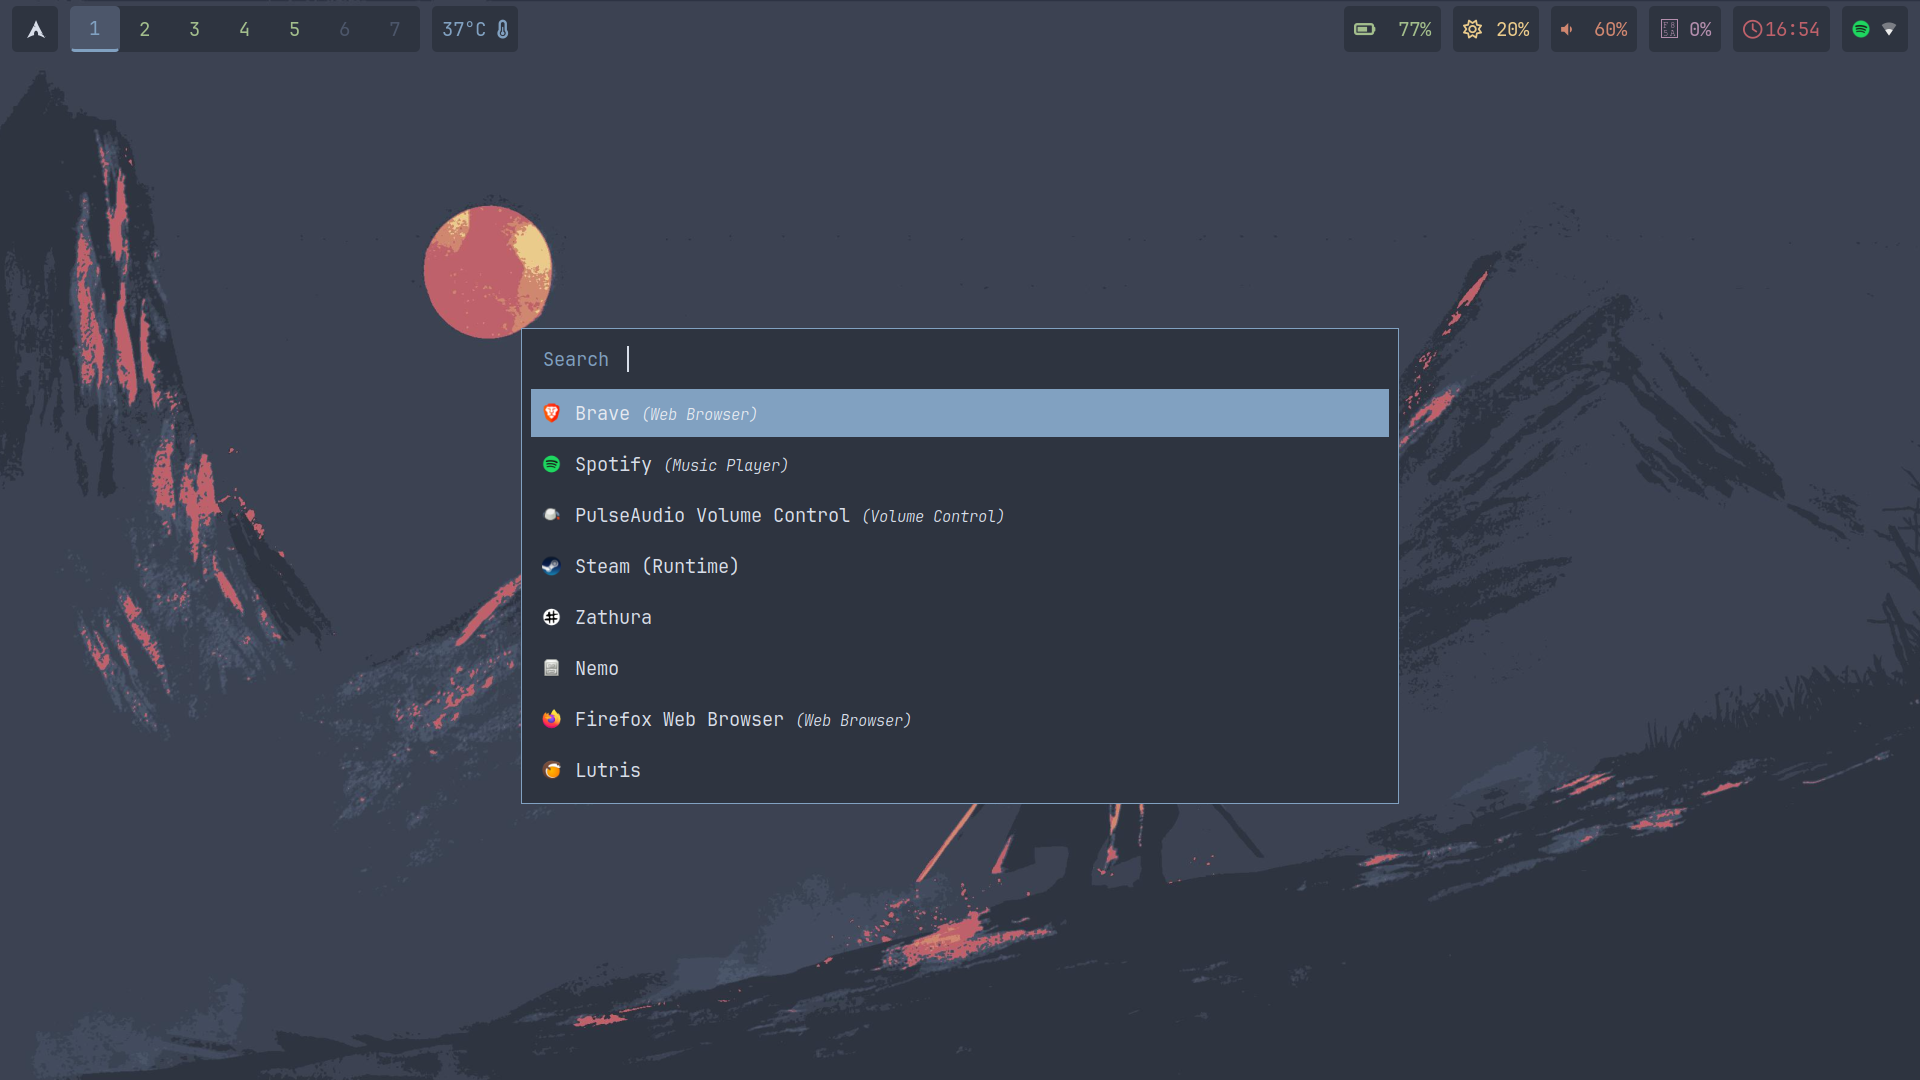 1 2 3 4 5 6 7 37°C 77% 20% 60% 0% 16:54
Search
Brave (Web Browser)
Spotify (Music Player)
PulseAudio Volume Control (Volume Control)
Steam (Runtime)
Zathura
Nemo
Firefox Web Browser (Web Browser)
Lutris